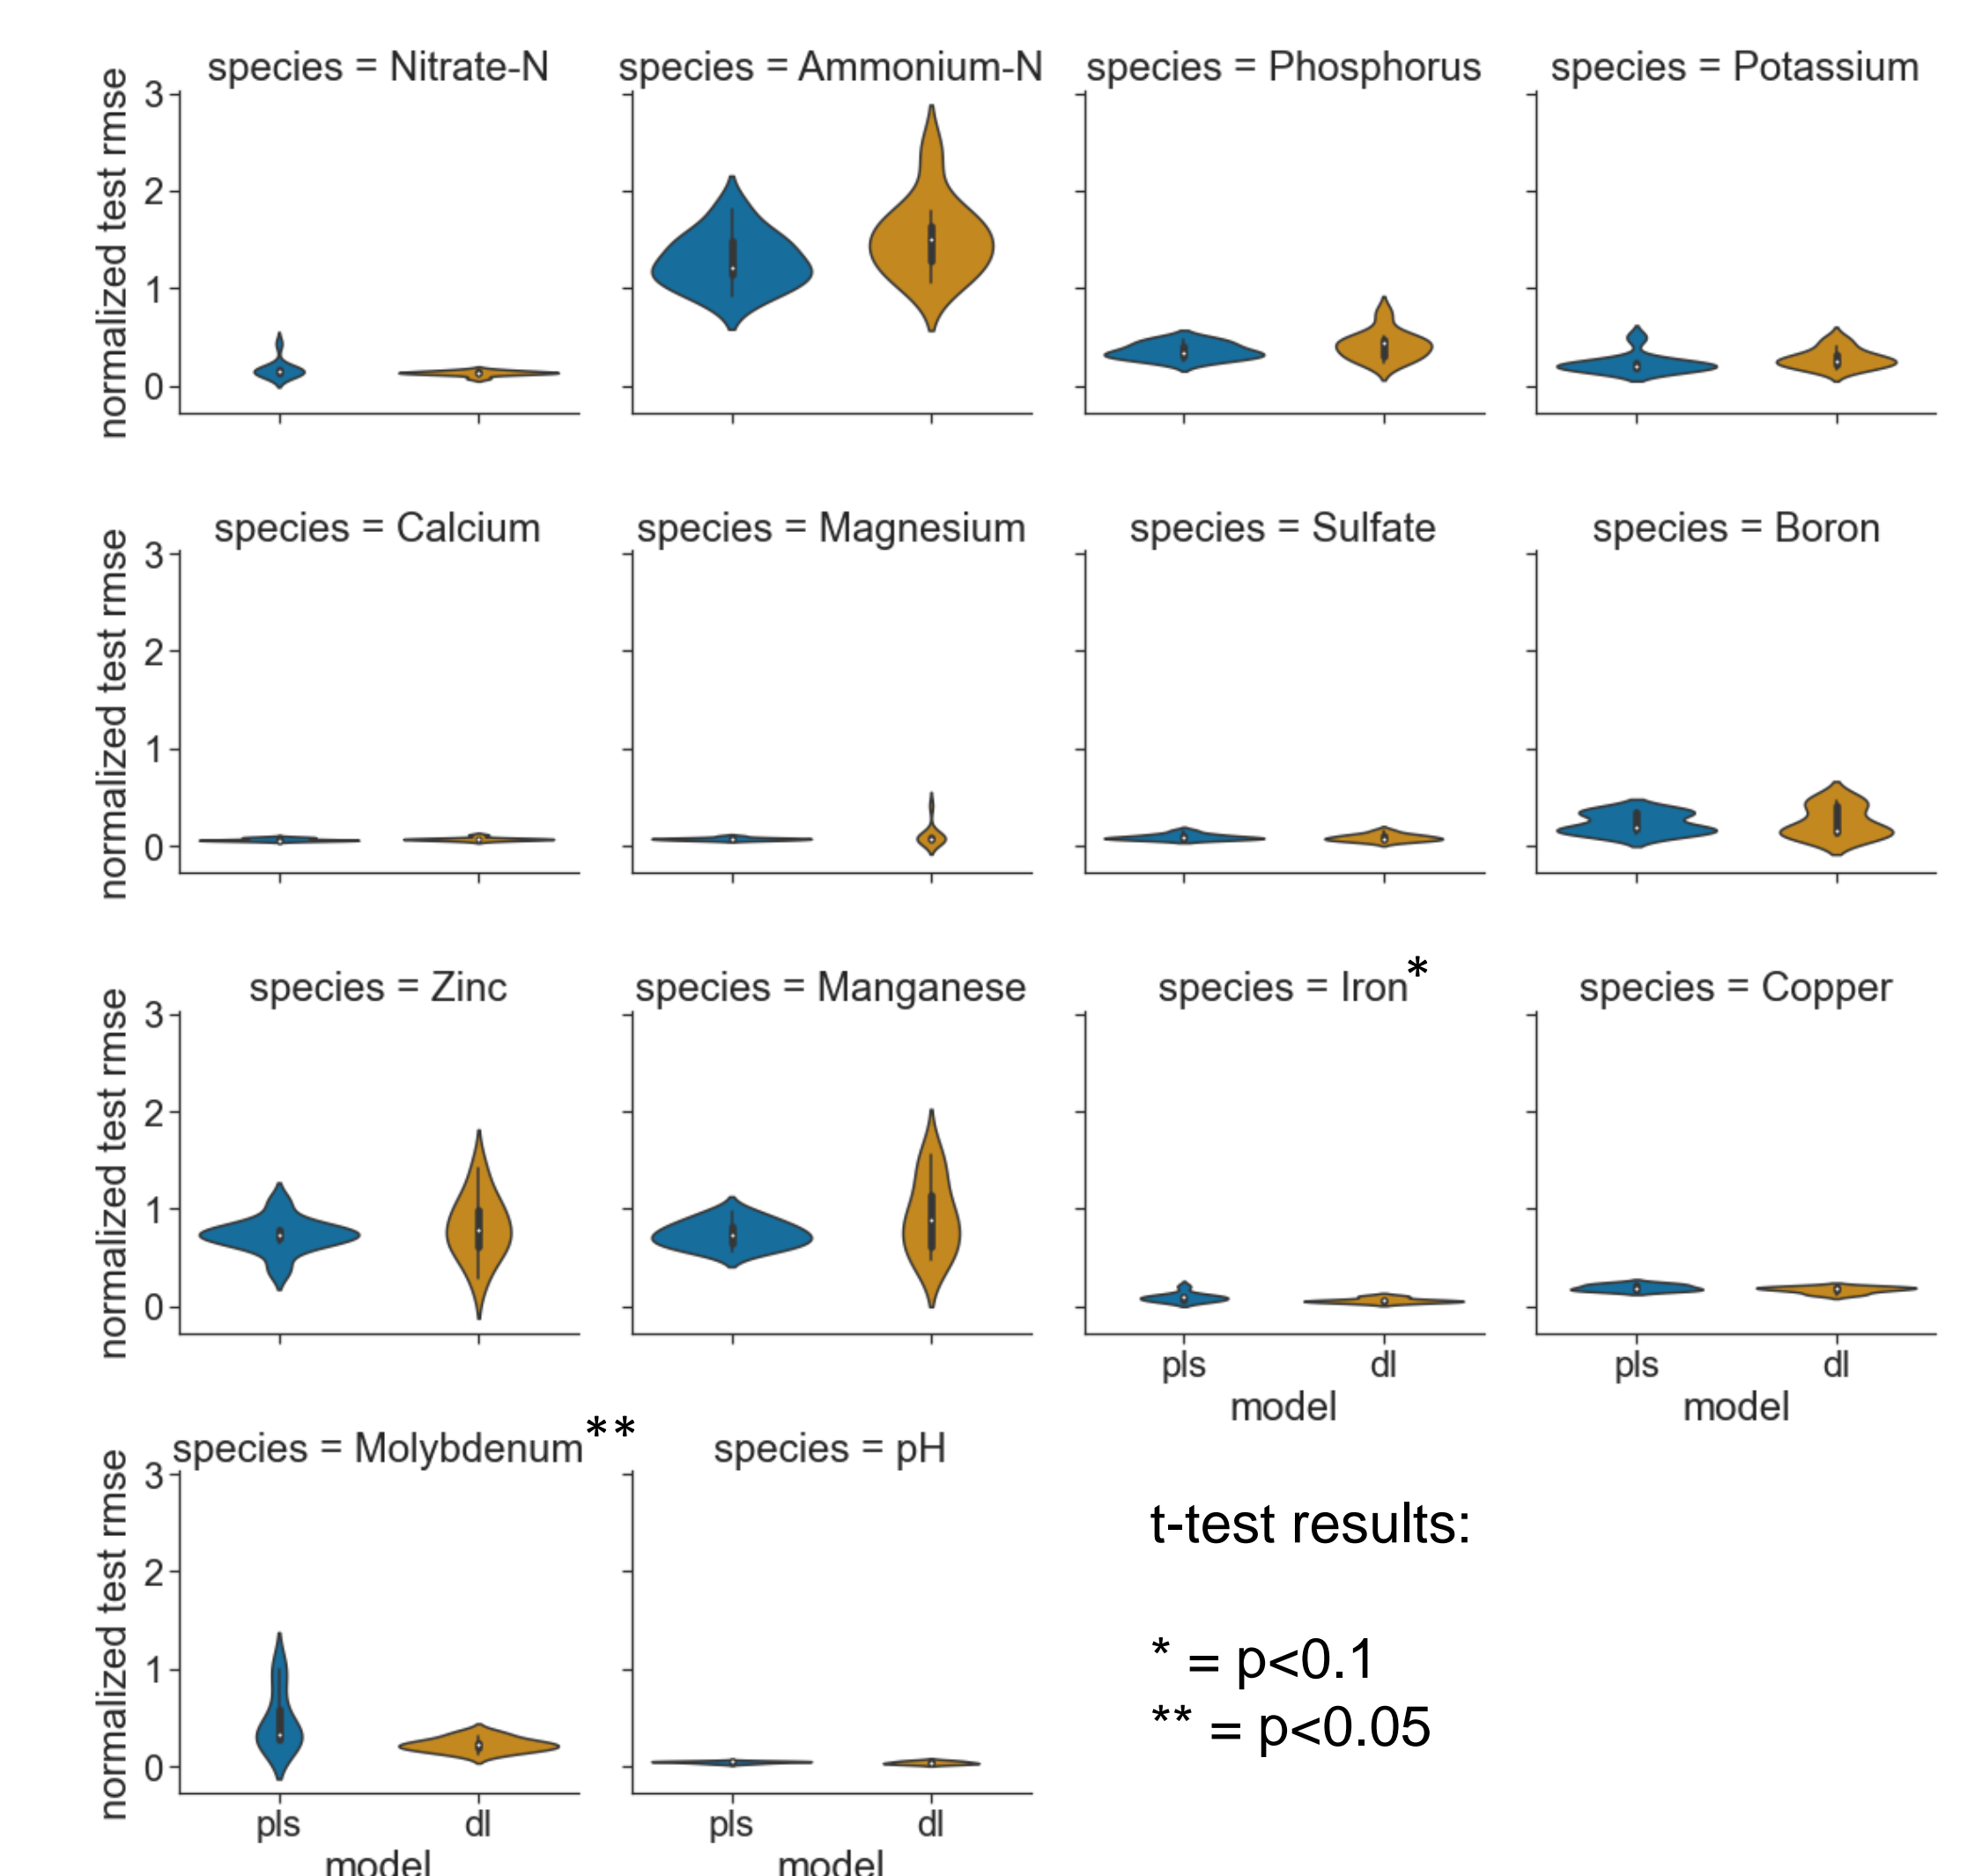 species = Nitrate-N
species = Ammonium-N
species = Phosphorus
species = Potassium
normalized test rmse
3
2
1
0
species = Calcium
species = Magnesium
species = Sulfate
species = Boron
normalized test rmse
3
2
1
0
species = Zinc
species = Manganese
species = Iron*
species = Copper
normalized test rmse
3
2
1
0
pls
dl
model
pls
dl
model
species = Molybdenum**
species = pH
normalized test rmse
3
2
1
0
pls
dl
model
pls
dl
model
t-test results:
* = p<0.1
** = p<0.05